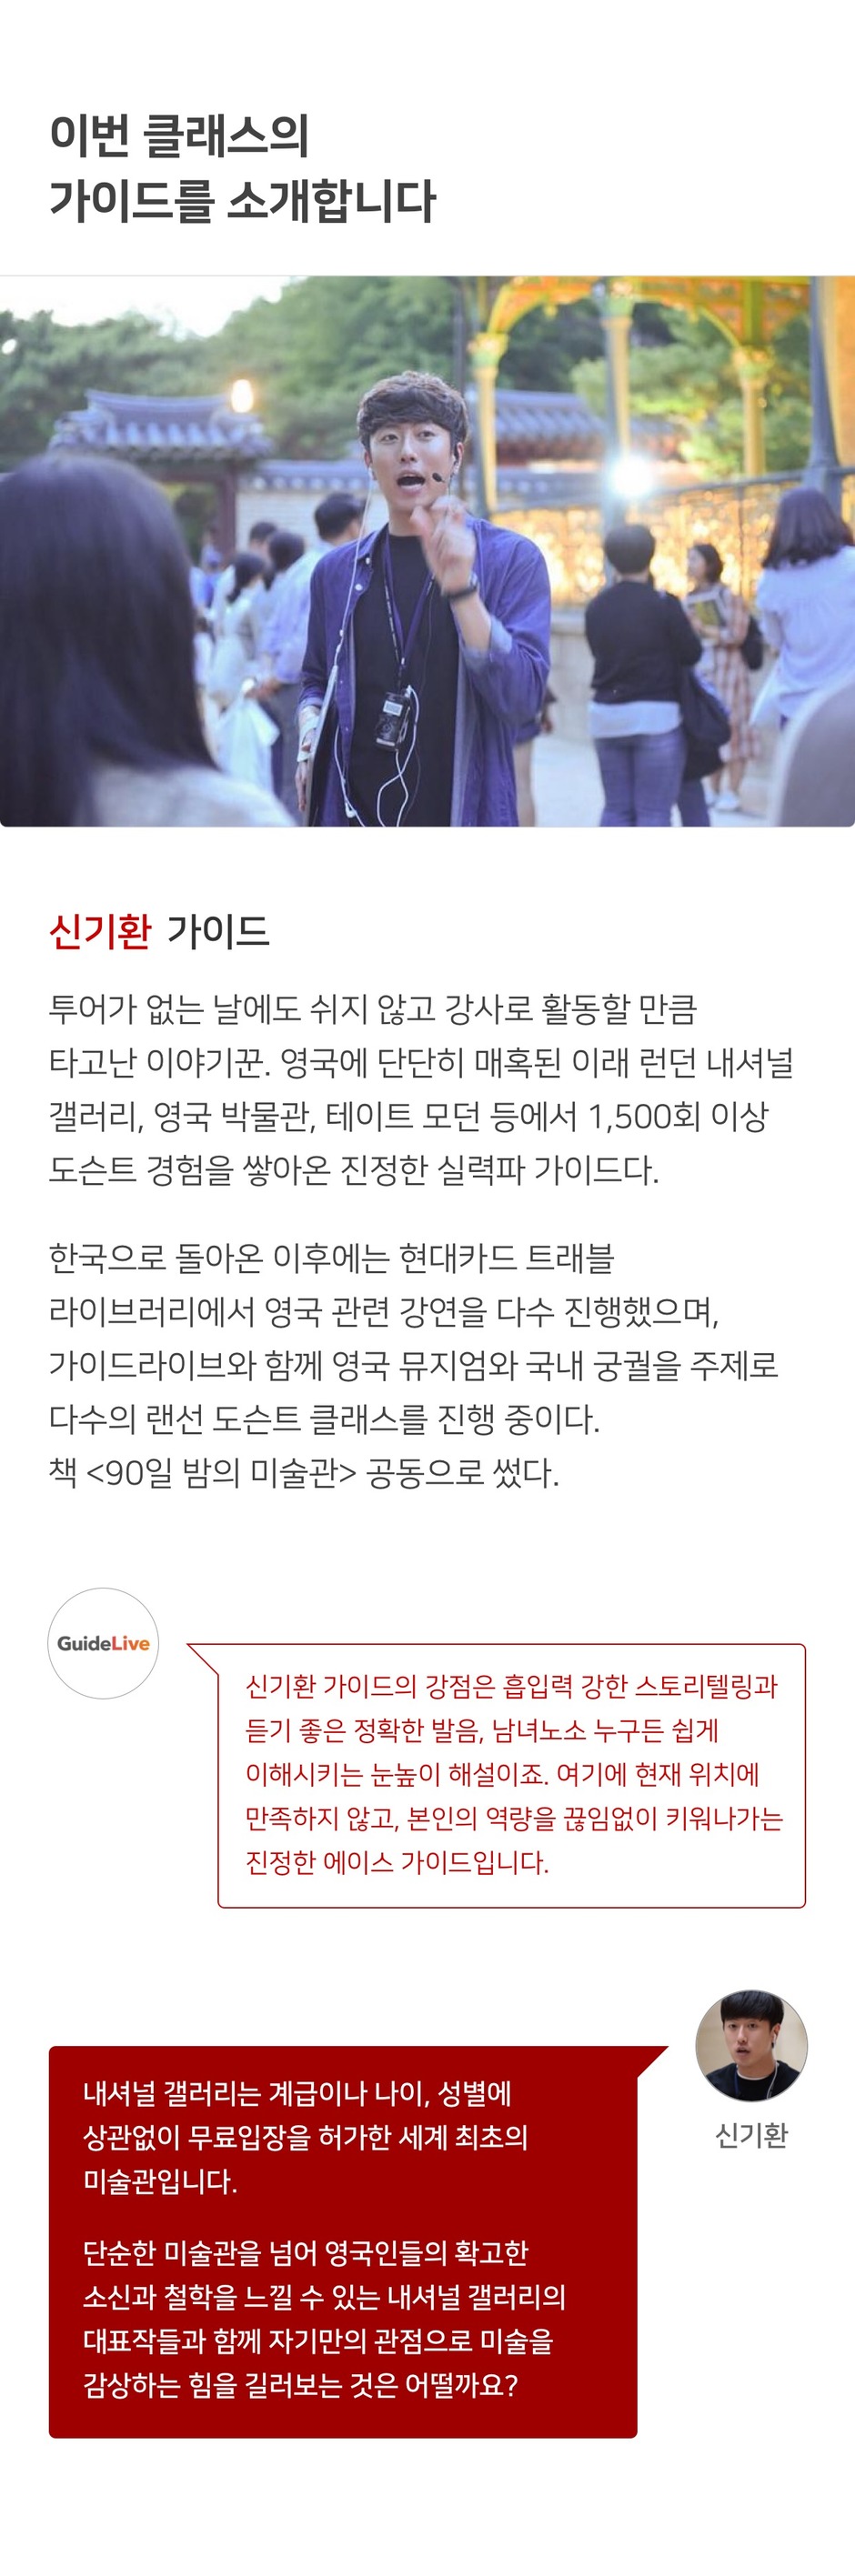 이번 클래스의
가이드를 소개합니다
신기환 가이드
투어가 없는 날에도 쉬지 않고 강사로 활동할 만큼
타고난 이야기꾼. 영국에 단단히 매혹된 이래 런던 내셔널
갤러리, 영국 박물관, 테이트 모던 등에서 1,500회 이상
도슨트 경험을 쌓아온 진정한 실력파 가이드다.
한국으로 돌아온 이후에는 현대카드 트래블
라이브러리에서 영국 관련 강연을 다수 진행했으며,
가이드라이브와 함께 영국 뮤지엄와 국내 궁궐을 주제로
다수의 랜선 도슨트 클래스를 진행 중이다.
책 <90일 밤의 미술관> 공동으로 썼다.
GuideLive
신기환 가이드의 강점은 흡입력 강한 스토리텔링과
듣기 좋은 정확한 발음, 남녀노소 누구든 쉽게
이해시키는 눈높이 해설이죠. 여기에 현재 위치에
만족하지 않고, 본인의 역량을 끊임없이 키워나가는
진정한 에이스 가이드입니다.
내셔널 갤러리는 계급이나 나이, 성별에
상관없이 무료입장을 허가한 세계 최초의
미술관입니다.
신기환
단순한 미술관을 넘어 영국인들의 확고한
소신과 철학을 느낄 수 있는 내셔널 갤러리의
대표작들과 함께 자기만의 관점으로 미술을
감상하는 힘을 길러보는 것은 어떨까요?